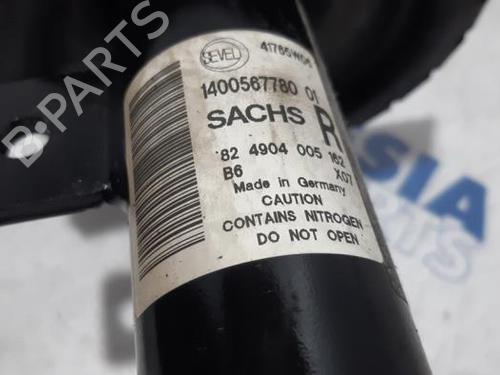 SEVEL 41785W06
1400567780 01
SACHS R
82 4904 005 162
B6 X07
Made in Germany
CAUTION
CONTAINS NITROGEN
DO NOT OPEN
B-PARTS